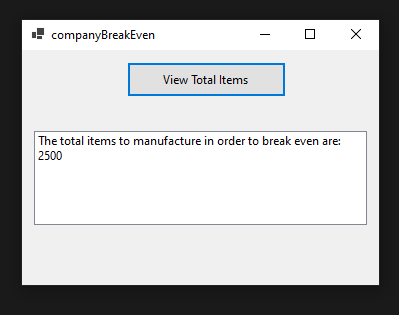 companyBreakEven
View Total Items
The total items to manufacture in order to break even are:
2500